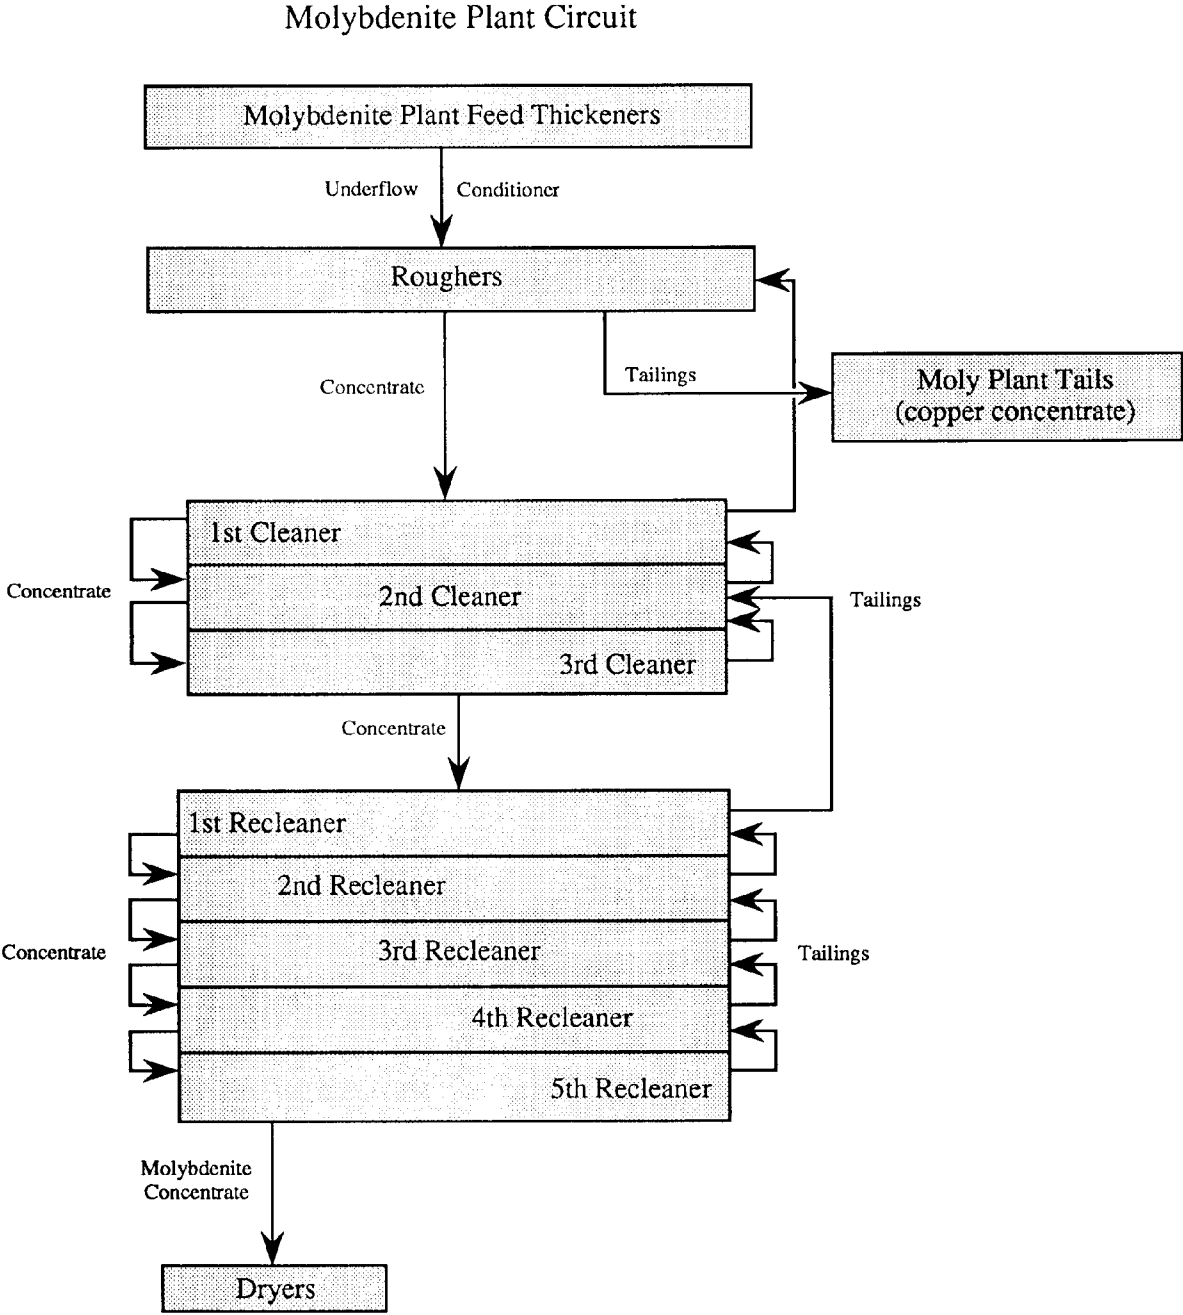 Molybdenite Plant Circuit
Molybdenite Plant Feed Thickeners
Underflow Conditioner
Roughers
Concentrate
Tailings
Moly Plant Tails
(copper concentrate)
1st Cleaner
Concentrate
2nd Cleaner
Tailings
3rd Cleaner
Concentrate
1st Recleaner
2nd Recleaner
Concentrate
3rd Recleaner
Tailings
4th Recleaner
5th Recleaner
Molybdenite
Concentrate
Dryers